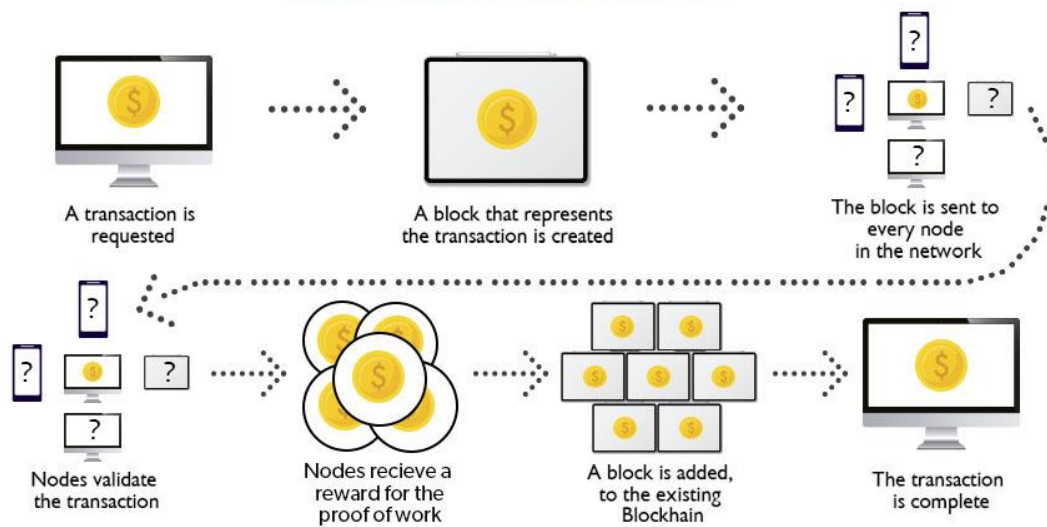 A transaction is
requested
A block that represents
the transaction is created
?
?
?
?
The block is sent to
every node
in the network
?
?
?
?
Nodes validate
the transaction
Nodes recieve a
reward for the
proof of work
A block is added,
to the existing
Blockhain
The transaction
is complete